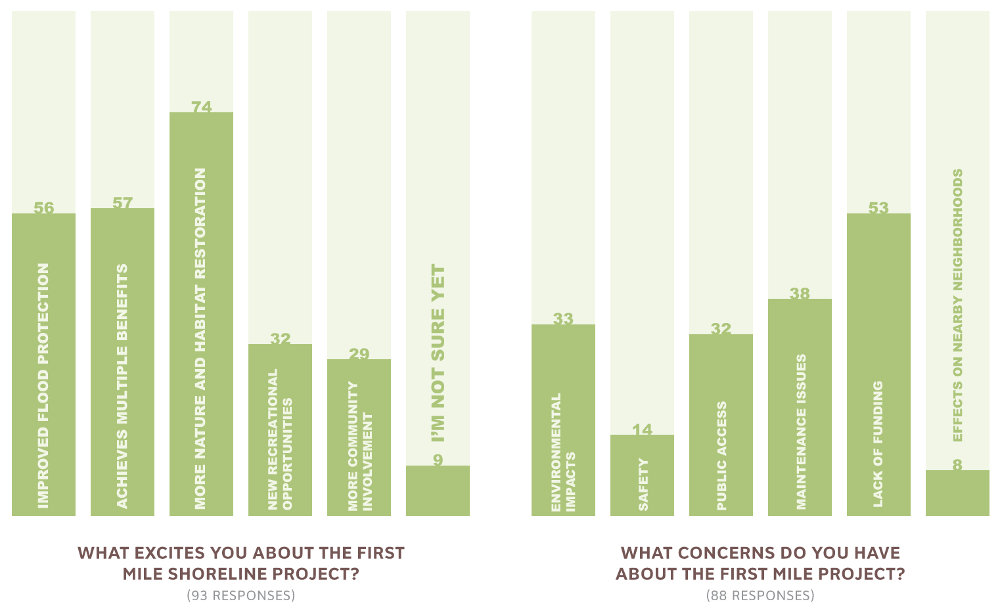 56
IMPROVED FLOOD PROTECTION
57
ACHIEVES MULTIPLE BENEFITS
74
MORE NATURE AND HABITAT RESTORATION
32
NEW RECREATIONAL
OPPORTUNITIES
29
MORE COMMUNITY
INVOLVEMENT
9
I'M NOT SURE YET
WHAT EXCITES YOU ABOUT THE FIRST
MILE SHORELINE PROJECT?
(93 RESPONSES)
33
ENVIRONMENTAL
IMPACTS
14
SAFETY
32
PUBLIC ACCESS
38
MAINTENANCE ISSUES
53
LACK OF FUNDING
8
EFFECTS ON NEARBY NEIGHBORHOODS
WHAT CONCERNS DO YOU HAVE
ABOUT THE FIRST MILE PROJECT?
(88 RESPONSES)